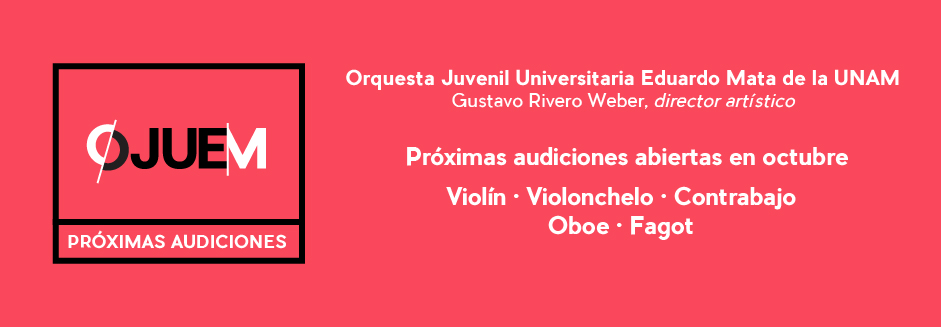 OJUEM
PRÓXIMAS AUDICIONES
Orquesta Juvenil Universitaria Eduardo Mata de la UNAM
Gustavo Rivero Weber, director artístico
Próximas audiciones abiertas en octubre
Violín · Violonchelo · Contrabajo
Oboe · Fagot